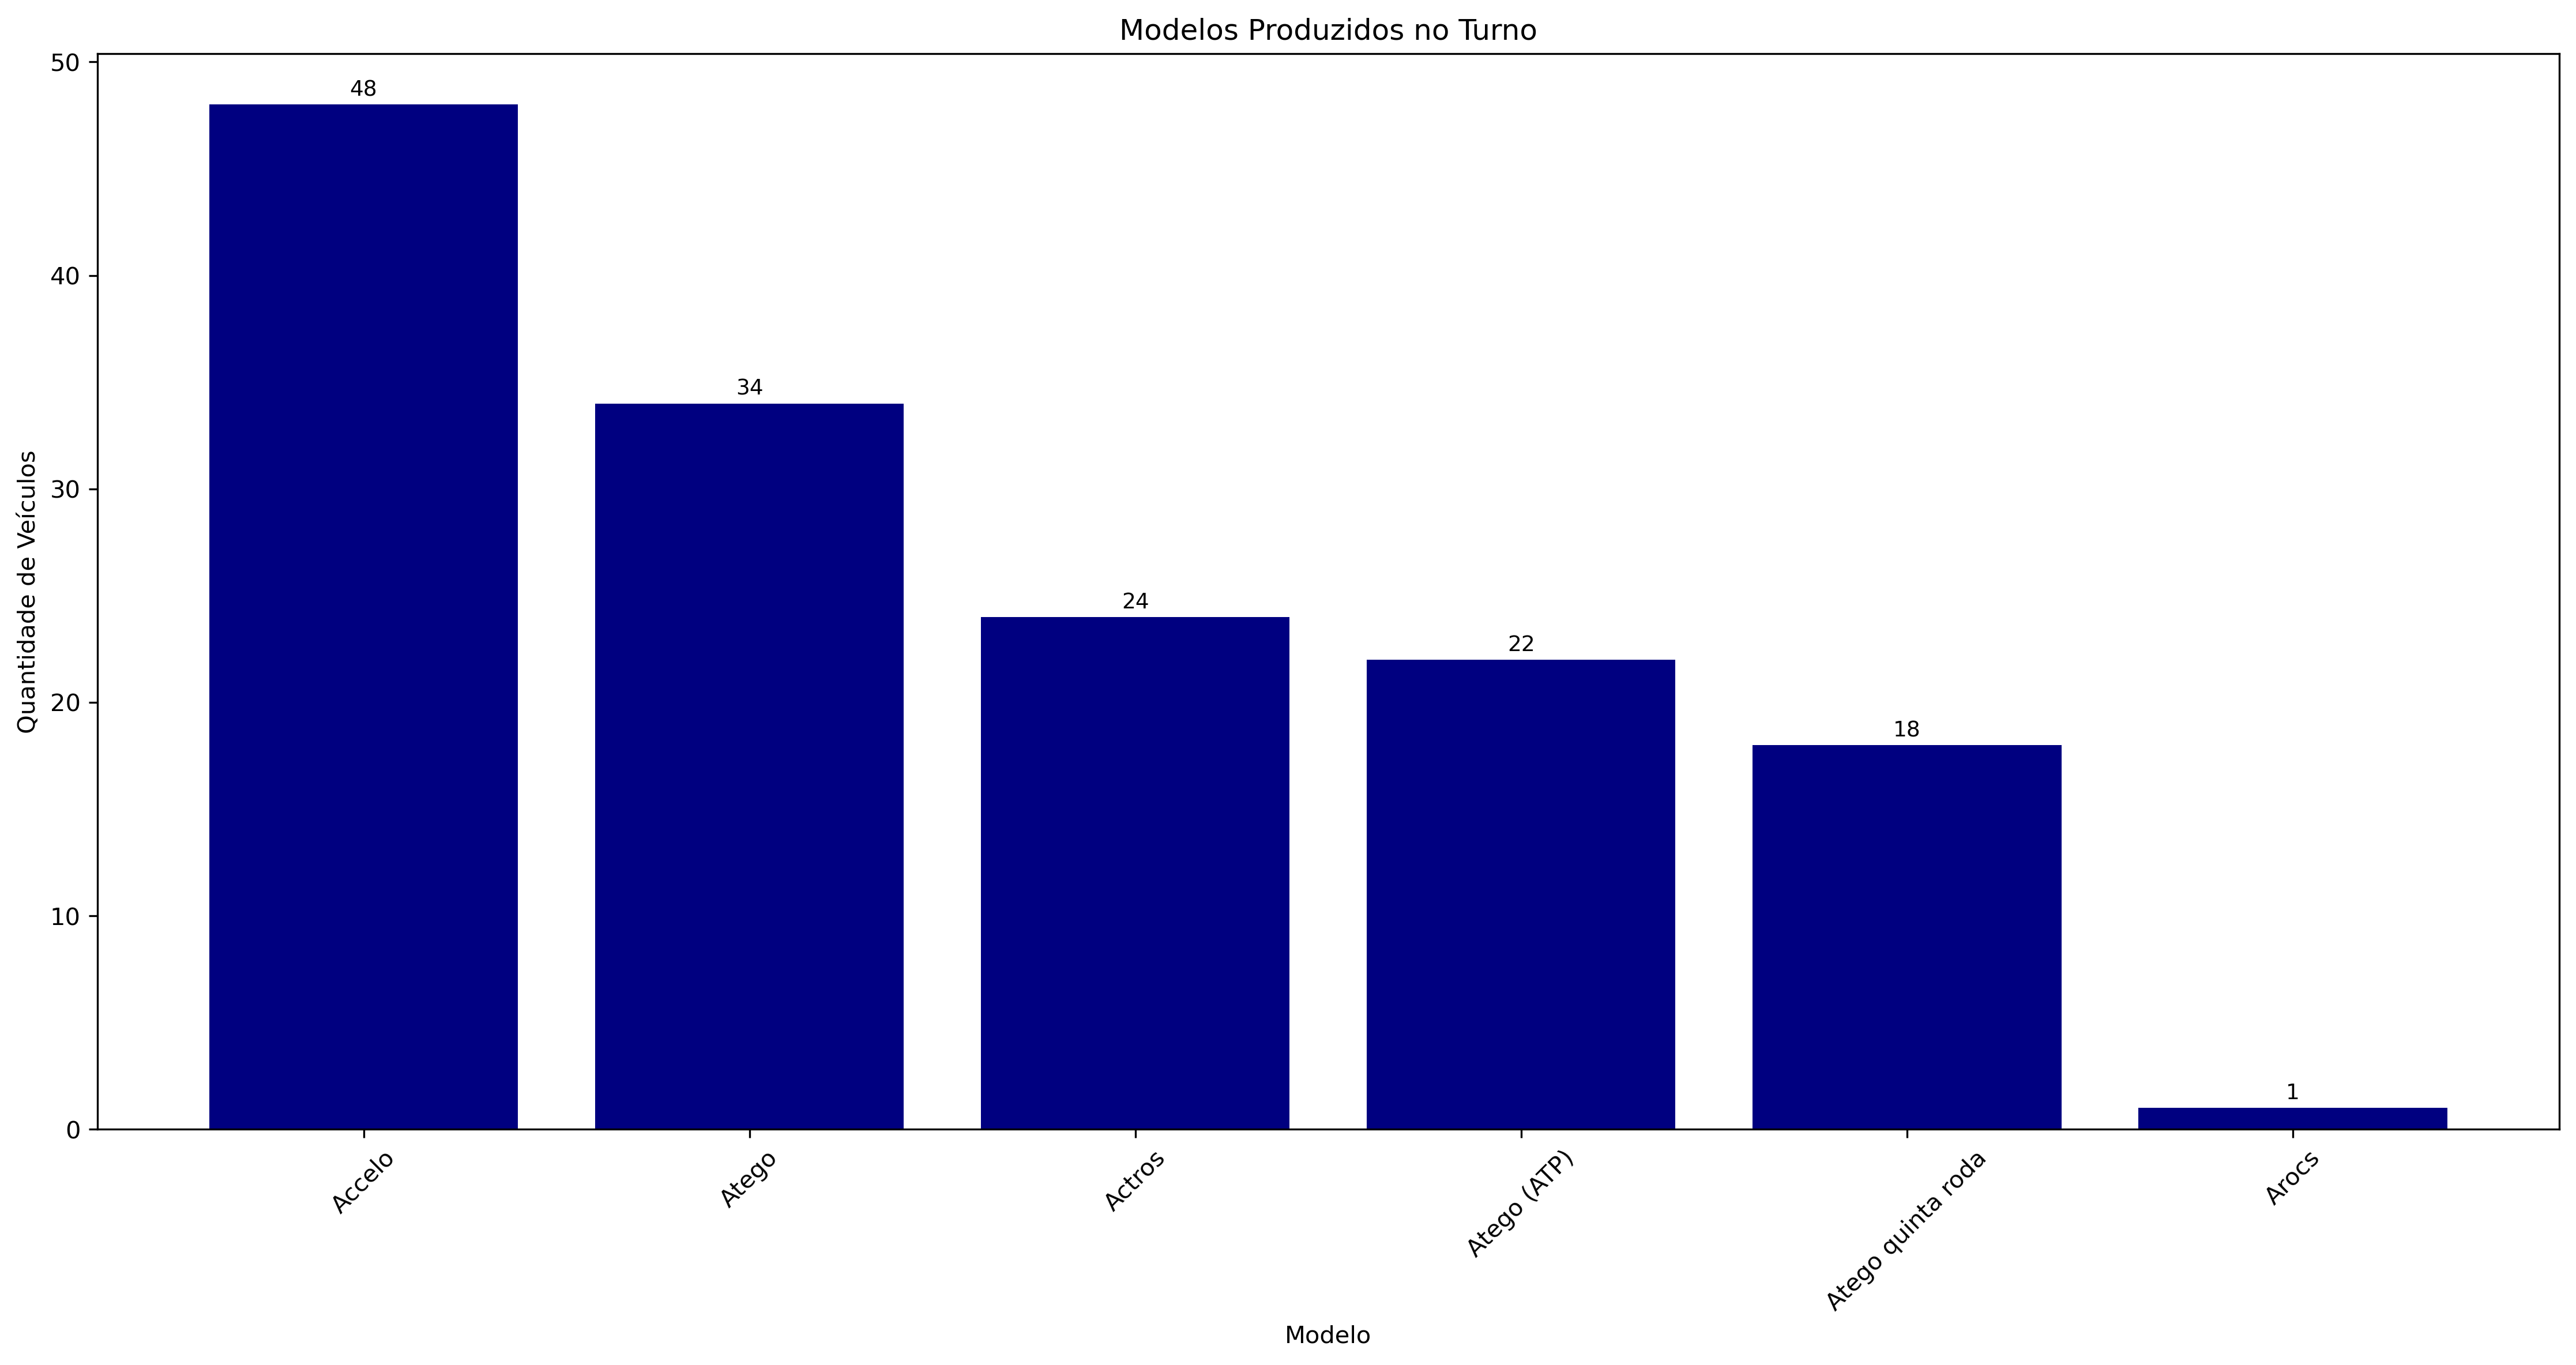 Modelos Produzidos no Turno
Quantidade de Veículos
50
40
30
20
10
0
48
34
24
22
18
1
Accelo
Atego
Actros
Atego (ATP)
Atego quinta roda
Arocs
Modelo